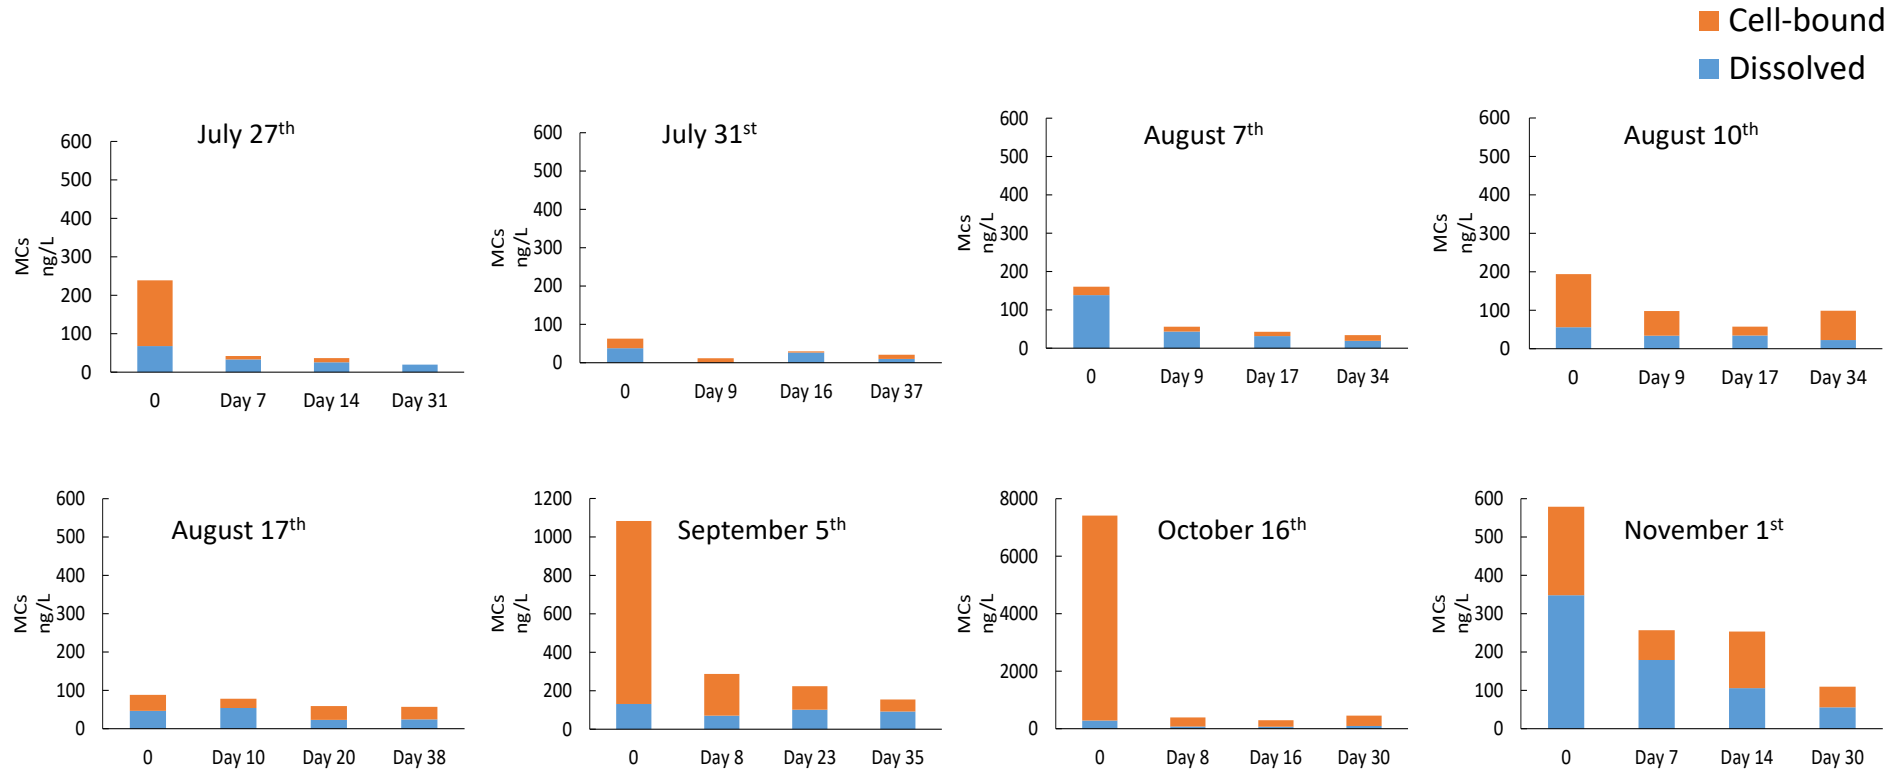 Cell-bound
Dissolved
July 27th
600
500
400
300
200
100
0
MCs
ng/L
0 Day 7 Day 14 Day 31
July 31st
600
500
400
300
200
100
0
MCs
ng/L
0 Day 9 Day 16 Day 37
August 7th
600
500
400
300
200
100
0
Mcs
ng/L
0 Day 9 Day 17 Day 34
August 10th
600
500
400
300
200
100
0
MCs
ng/L
0 Day 9 Day 17 Day 34
August 17th
600
500
400
300
200
100
0
MCs
ng/L
0 Day 10 Day 20 Day 38
September 5th
1200
1000
800
600
400
200
0
MCs
ng/L
0 Day 8 Day 23 Day 35
October 16th
8000
6000
4000
2000
0
MCs
ng/L
0 Day 8 Day 16 Day 30
November 1st
600
500
400
300
200
100
0
MCs
ng/L
0 Day 7 Day 14 Day 30